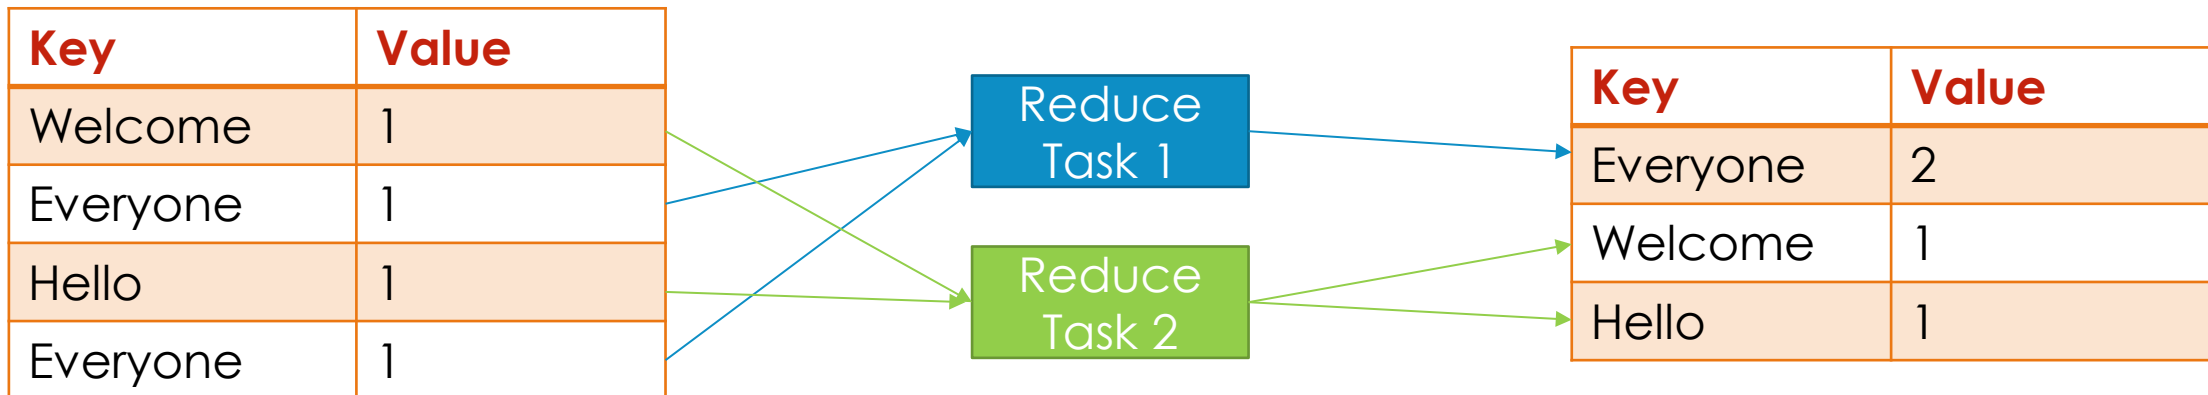 Key Value
Welcome 1
Everyone 1
Hello 1
Everyone 1
Reduce
Task 1
Reduce
Task 2
Key Value
Everyone 2
Welcome 1
Hello 1